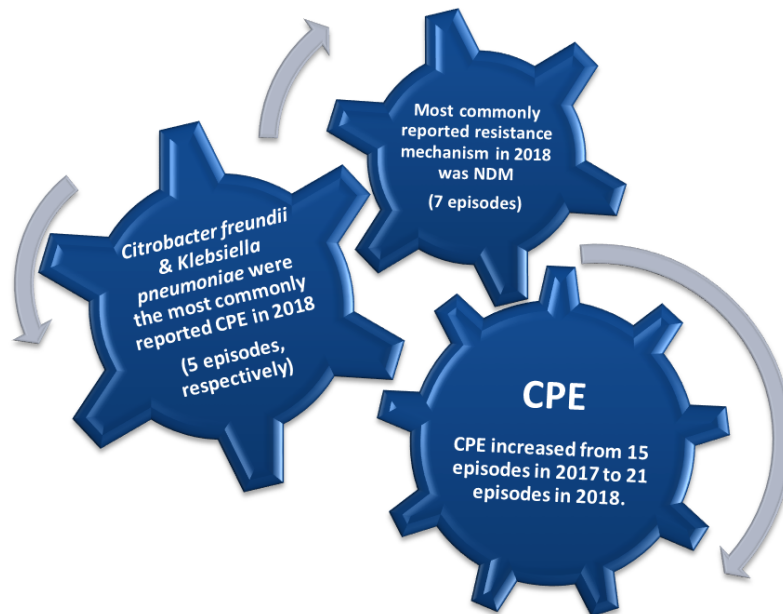 Most commonly
reported resistance
mechanism in 2018
was NDM
(7 episodes)
Citrobacter freundii
& Klebsiella
pneumoniae were
the most commonly
reported CPE in 2018
(5 episodes,
respectively)
CPE
CPE increased from 15
episodes in 2017 to 21
episodes in 2018.